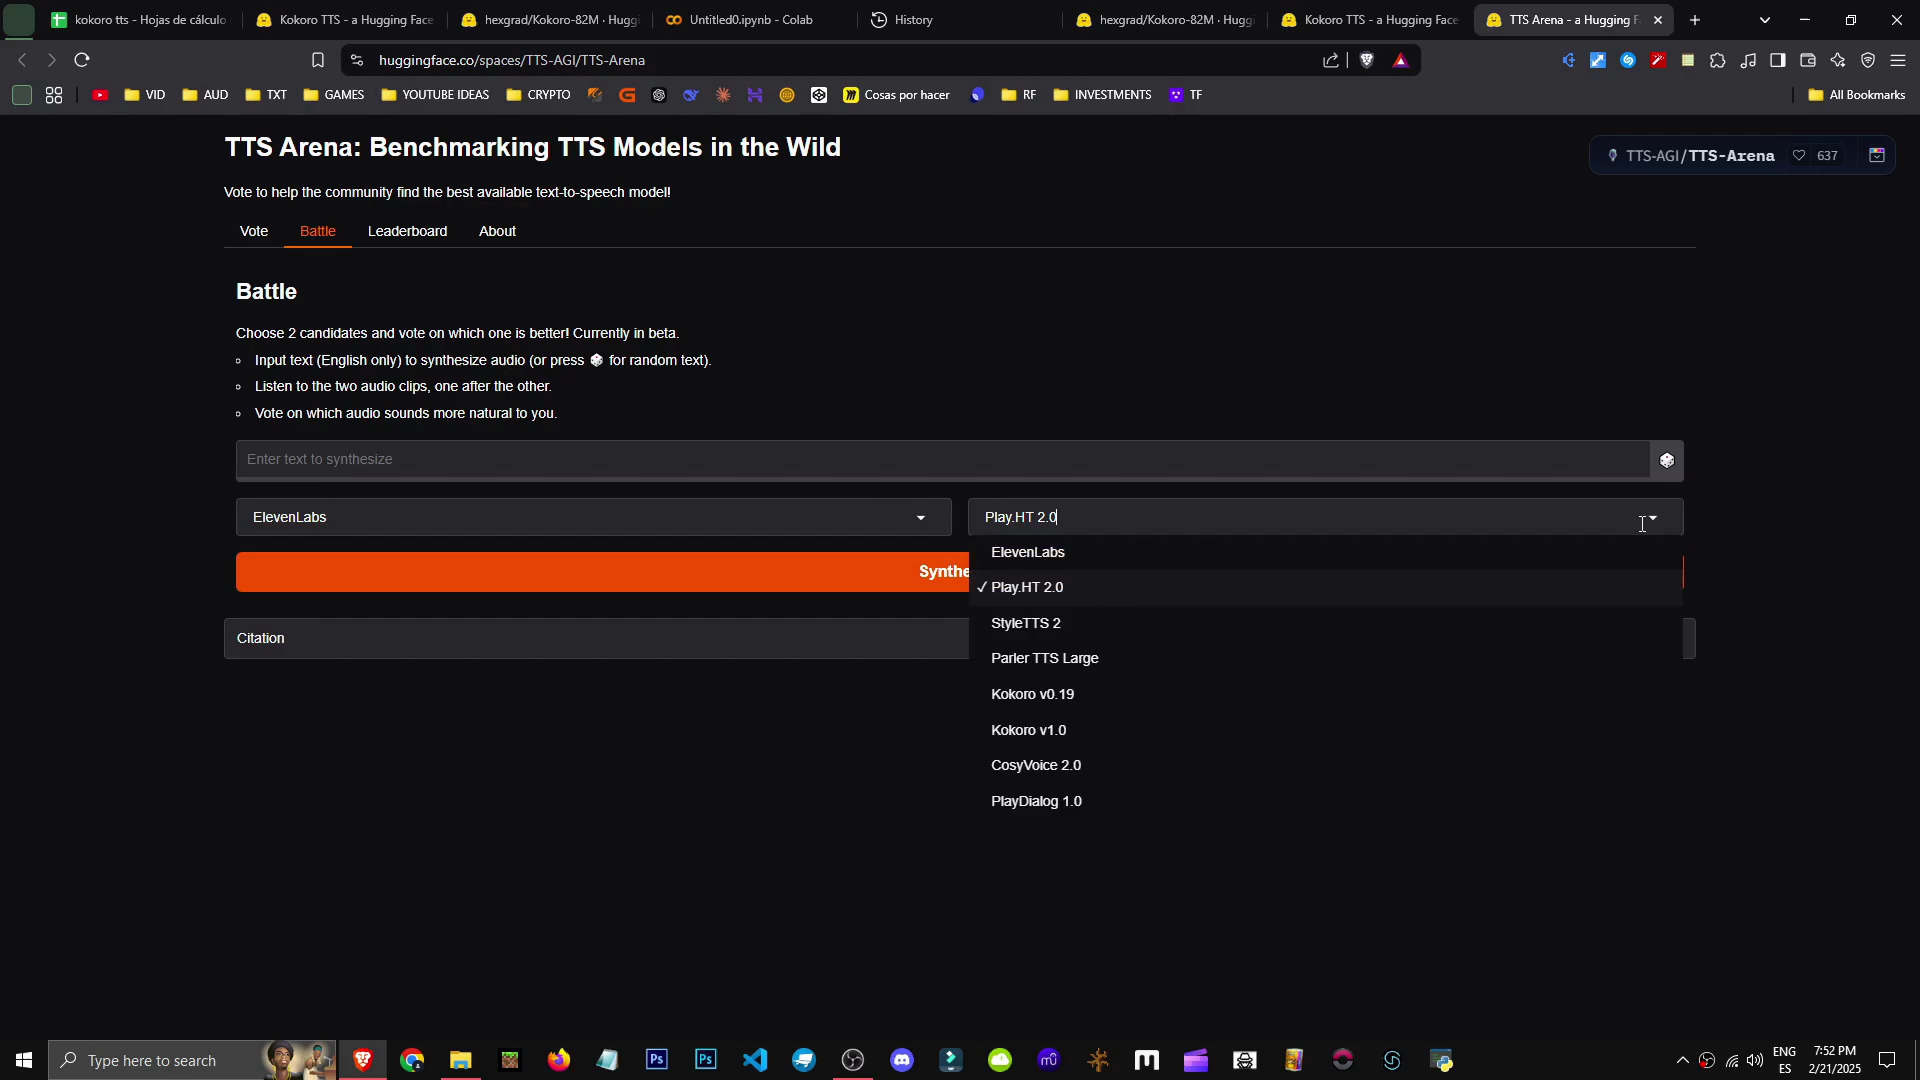 kokoro tts - Hojas de cálculo
Kokoro TTS - a Hugging Face
hexgrad/Kokoro-82M · Huggi
Untitled0.ipynb - Colab
History
hexgrad/Kokoro-82M · Huggi
Kokoro TTS - a Hugging Face
TTS Arena - a Hugging F
huggingface.co/spaces/TTS-AGI/TTS-Arena
VID
AUD
TXT
GAMES
YOUTUBE IDEAS
CRYPTO
Cosas por hacer
RF
INVESTMENTS
TF
All Bookmarks
TTS Arena: Benchmarking TTS Models in the Wild
TTS-AGI/TTS-Arena
637
Vote to help the community find the best available text-to-speech model!
Vote
Battle
Leaderboard
About
Battle
Choose 2 candidates and vote on which one is better! Currently in beta.
Input text (English only) to synthesize audio (or press 🎲 for random text).
Listen to the two audio clips, one after the other.
Vote on which audio sounds more natural to you.
Enter text to synthesize
ElevenLabs
Play.HT 2.0
Synthe
ElevenLabs
✓ Play.HT 2.0
StyleTTS 2
Parler TTS Large
Kokoro v0.19
Kokoro v1.0
CosyVoice 2.0
PlayDialog 1.0
Citation
Type here to search
ENG
ES
7:52 PM
2/21/2025